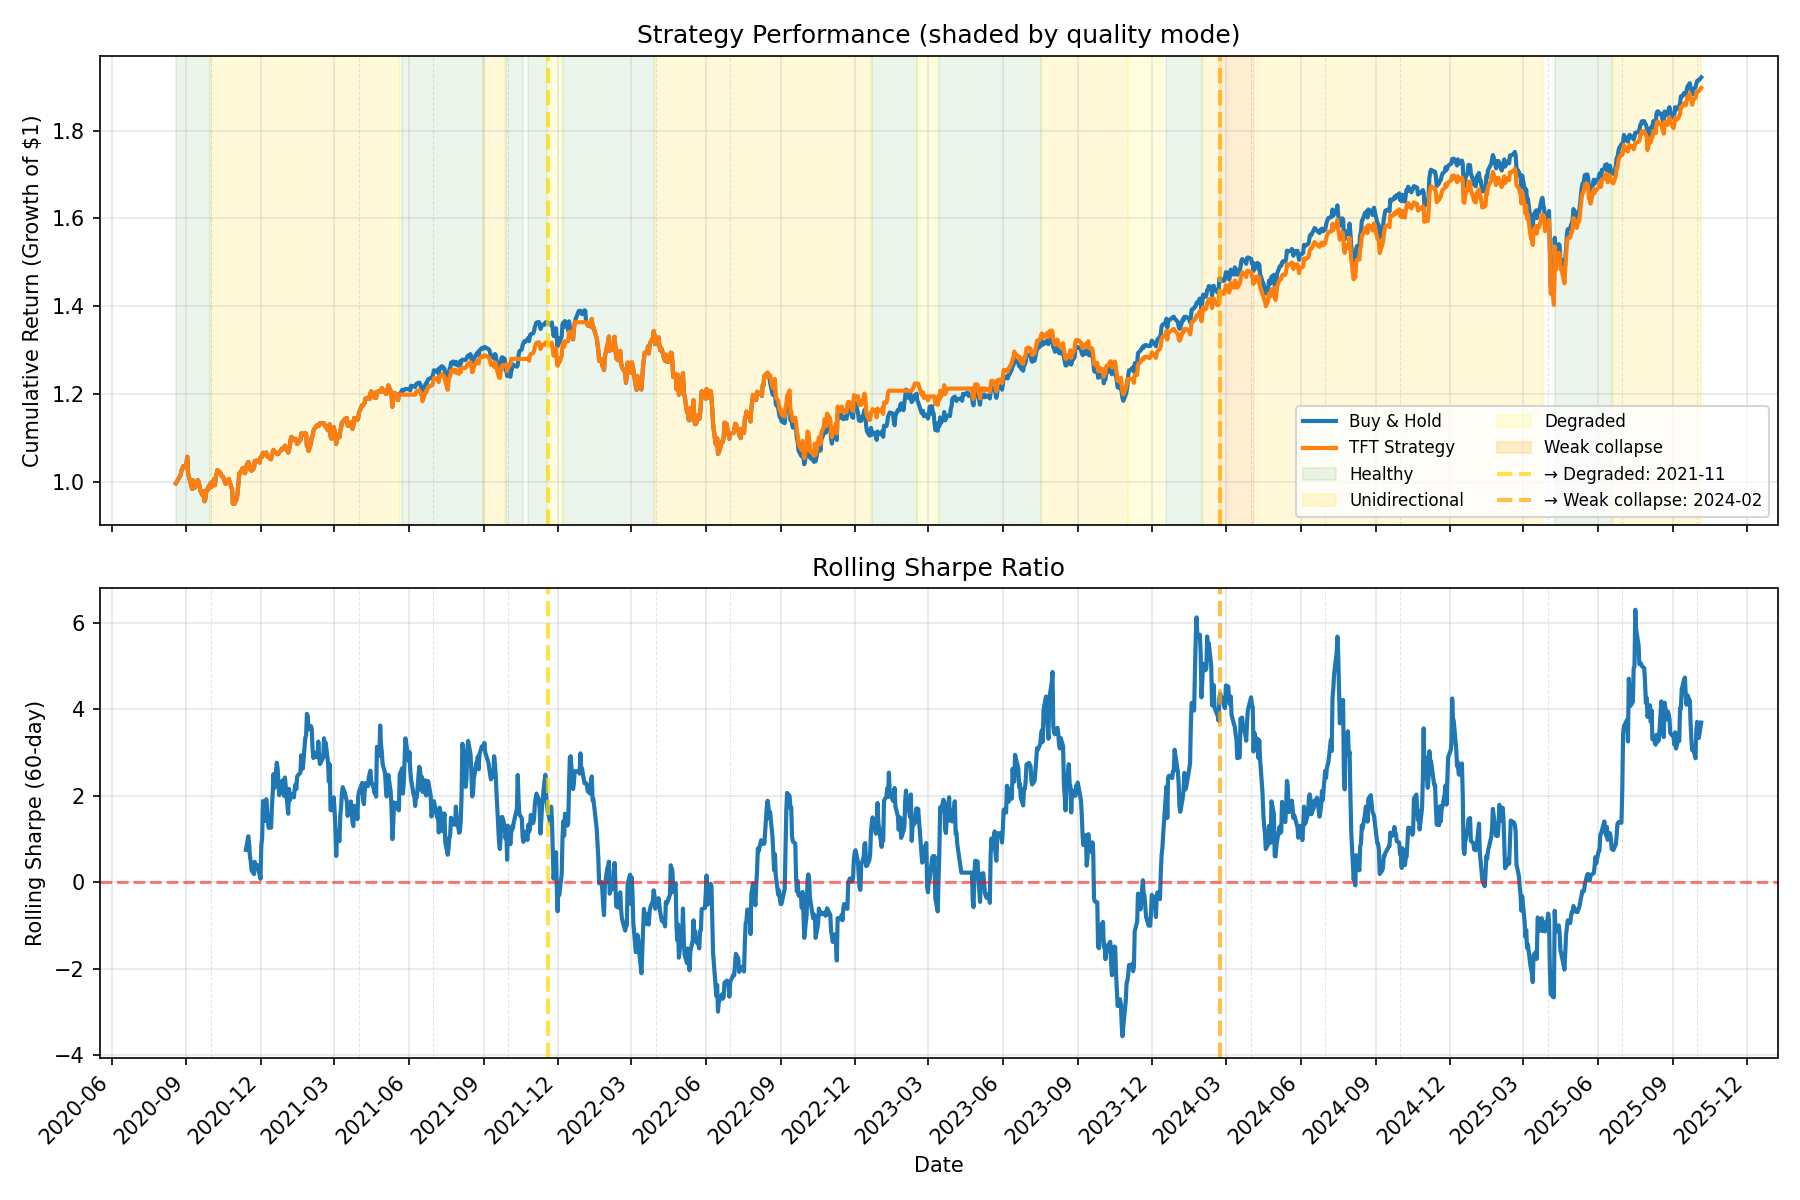 Strategy Performance (shaded by quality mode)
Cumulative Return (Growth of $1)
1.8
1.6
1.4
1.2
1.0
Buy & Hold
TFT Strategy
Healthy
Unidirectional
Degraded
Weak collapse
→ Degraded: 2021-11
→ Weak collapse: 2024-02
Rolling Sharpe Ratio
Rolling Sharpe (60-day)
6
4
2
0
−2
−4
2020-06
2020-09
2020-12
2021-03
2021-06
2021-09
2021-12
2022-03
2022-06
2022-09
2022-12
2023-03
2023-06
2023-09
2023-12
2024-03
2024-06
2024-09
2024-12
2025-03
2025-06
2025-09
2025-12
Date